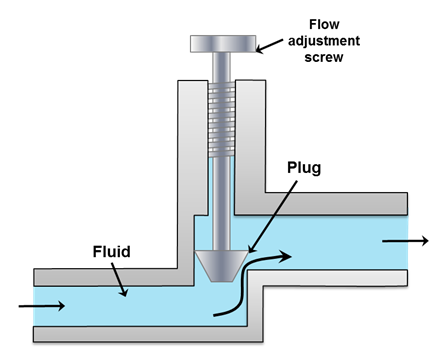 Flow
adjustment
screw
Plug
Fluid